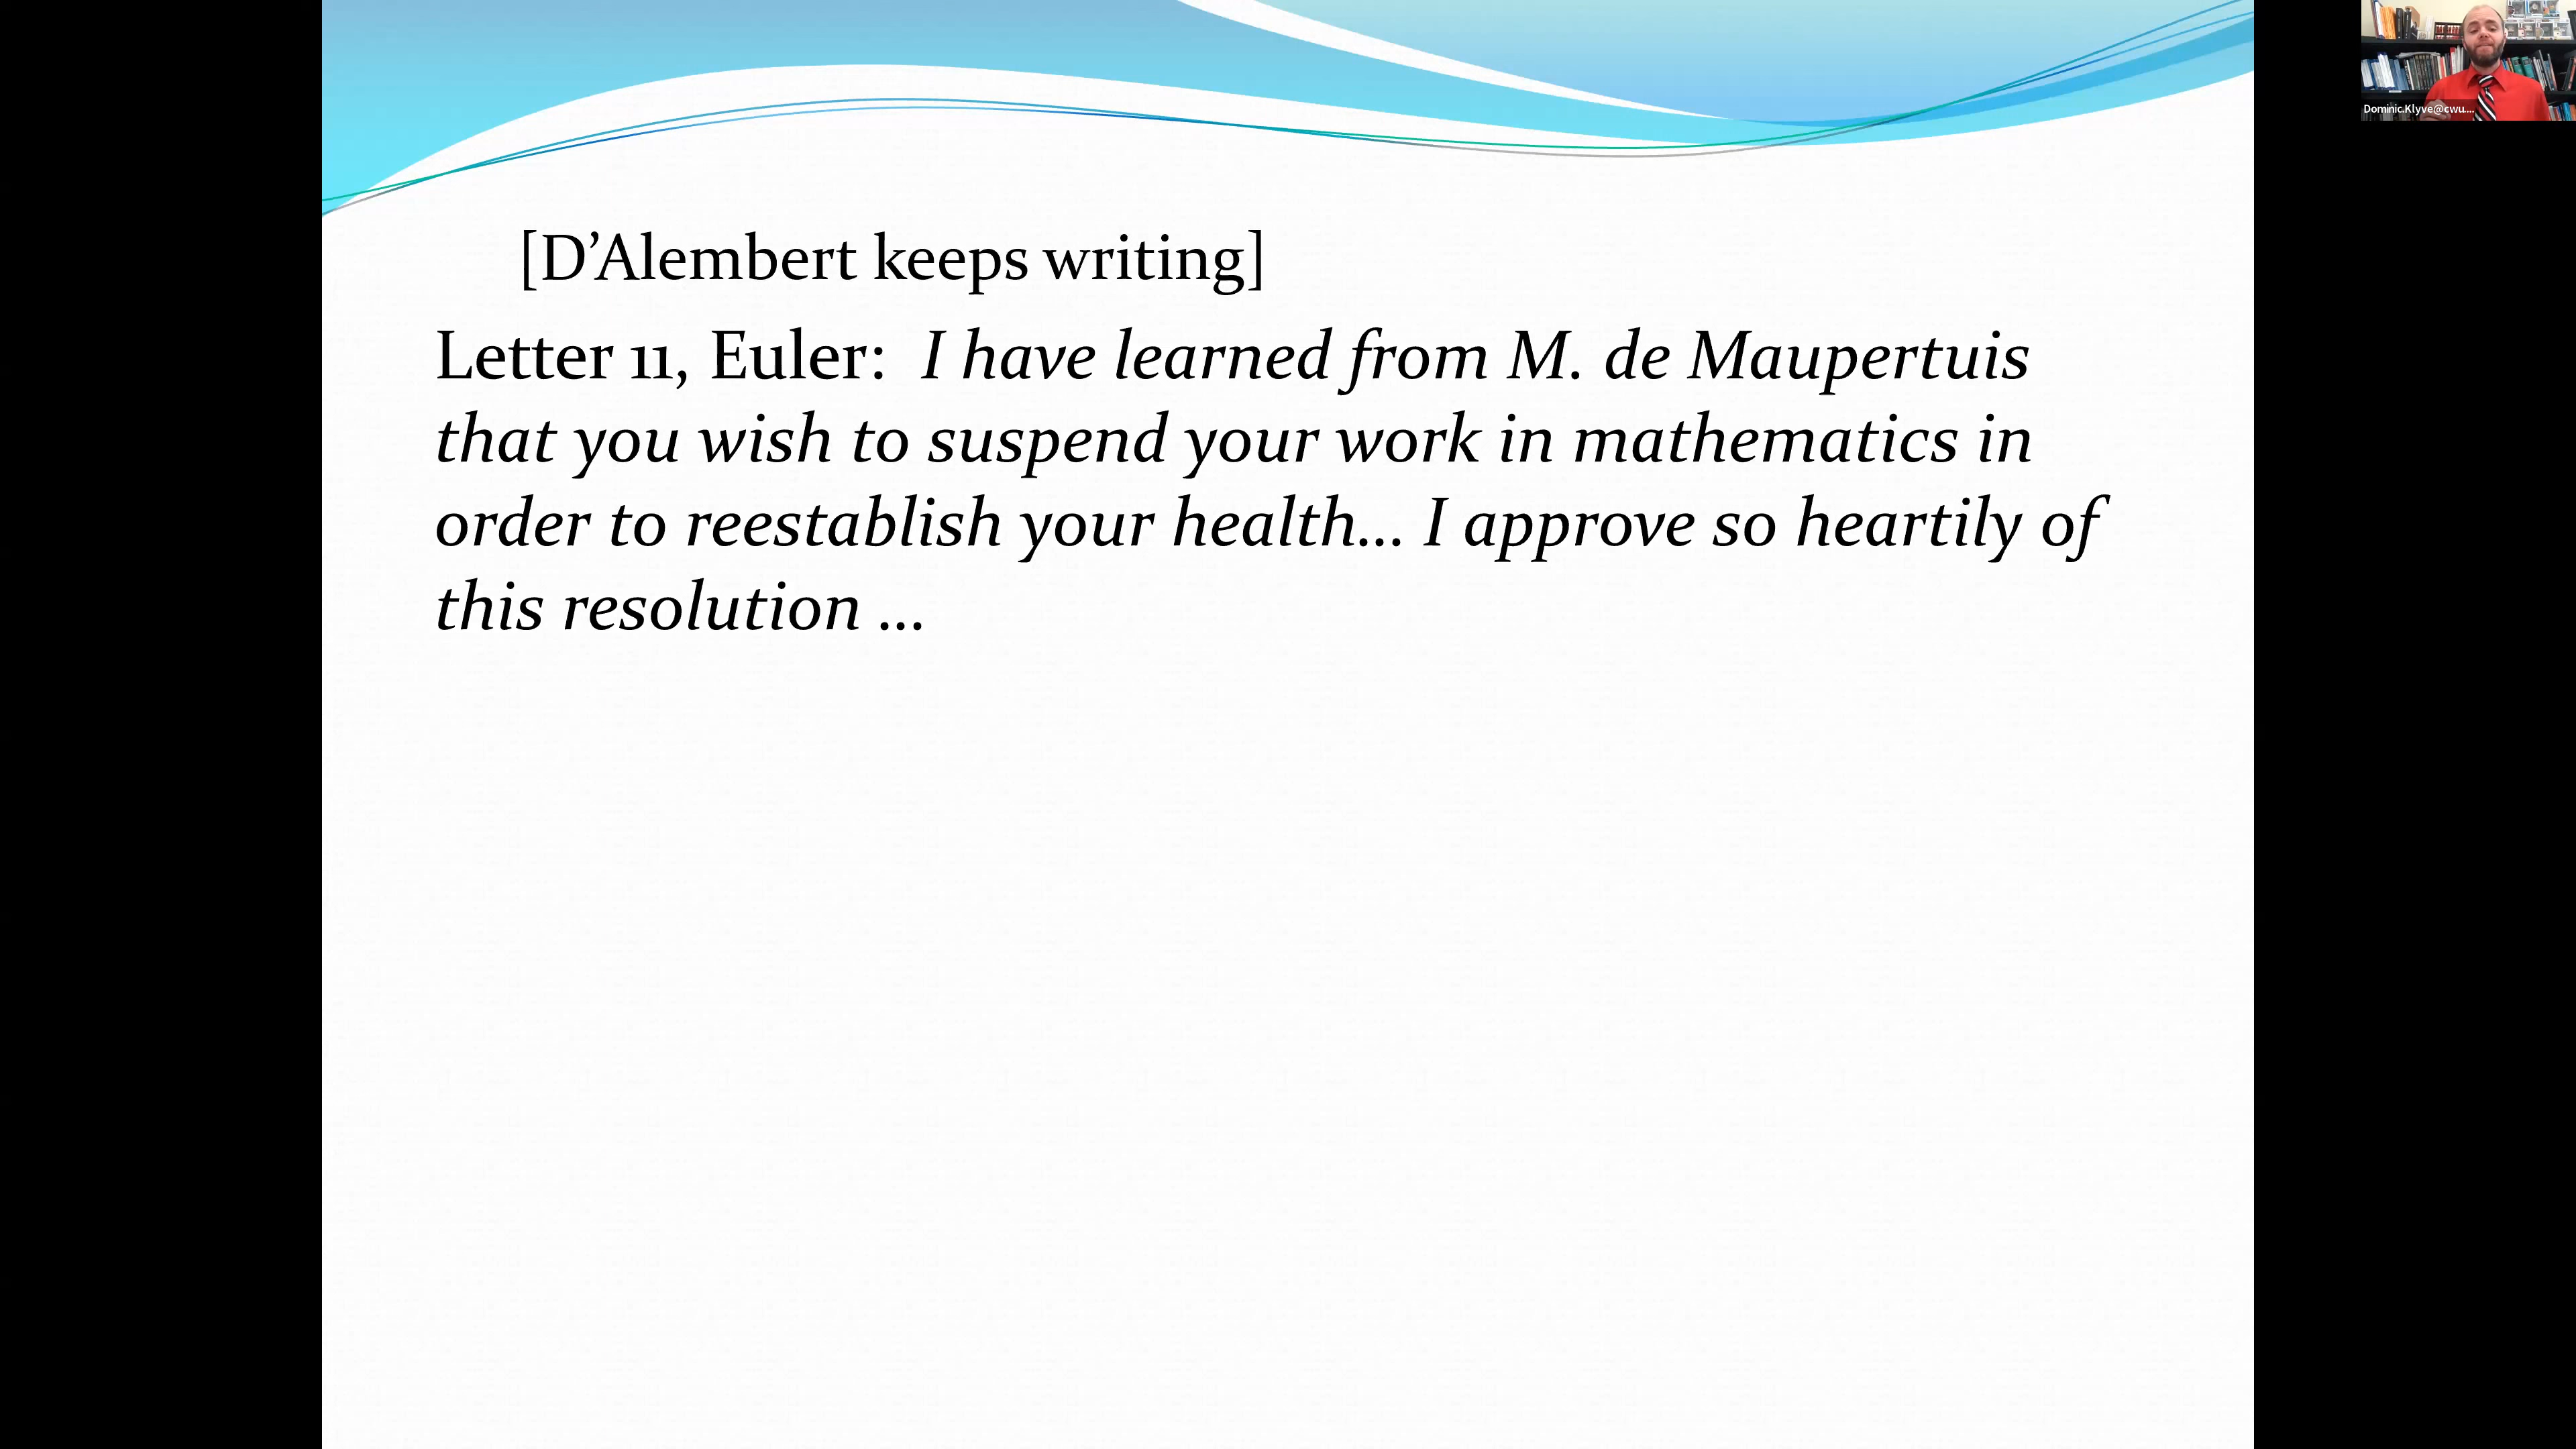 [D’Alembert keeps writing]
Letter 11, Euler: I have learned from M. de Maupertuis
that you wish to suspend your work in mathematics in
order to reestablish your health... I approve so heartily of
this resolution ...
Dominic.Klyve@cwu....